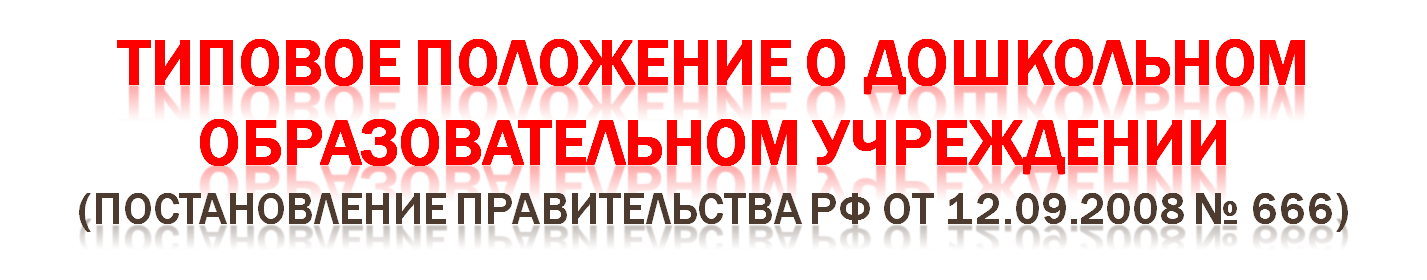 ТИПОВОЕ ПОЛОЖЕНИЕ О ДОШКОЛЬНОМ
ОБРАЗОВАТЕЛЬНОМ УЧРЕЖДЕНИИ
(ПОСТАНОВЛЕНИЕ ПРАВИТЕЛЬСТВА РФ ОТ 12.09.2008 № 666)